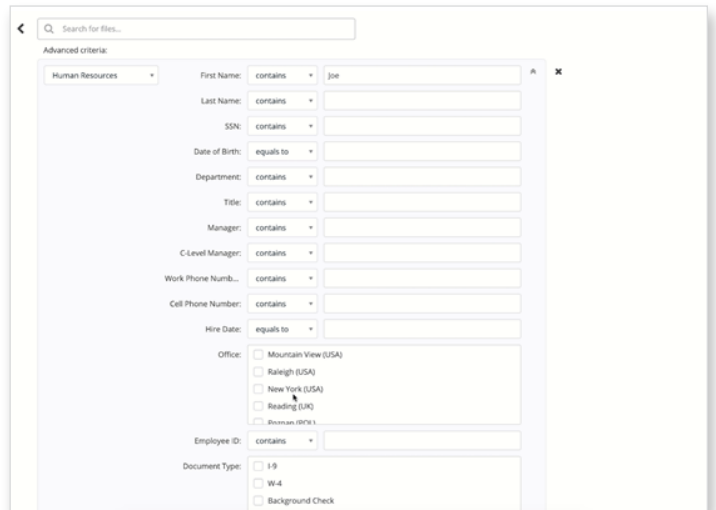 Search for files...
Advanced criteria:
Human Resources
First Name: contains Joe
Last Name: contains
SSN: contains
Date of Birth: equals to
Department: contains
Title: contains
Manager: contains
C-Level Manager: contains
Work Phone Numb... contains
Cell Phone Number: contains
Hire Date: equals to
Office: Mountain View (USA)
Raleigh (USA)
New York (USA)
Reading (UK)
Poznan (POL)
Employee ID: contains
Document Type: I-9
W-4
Background Check